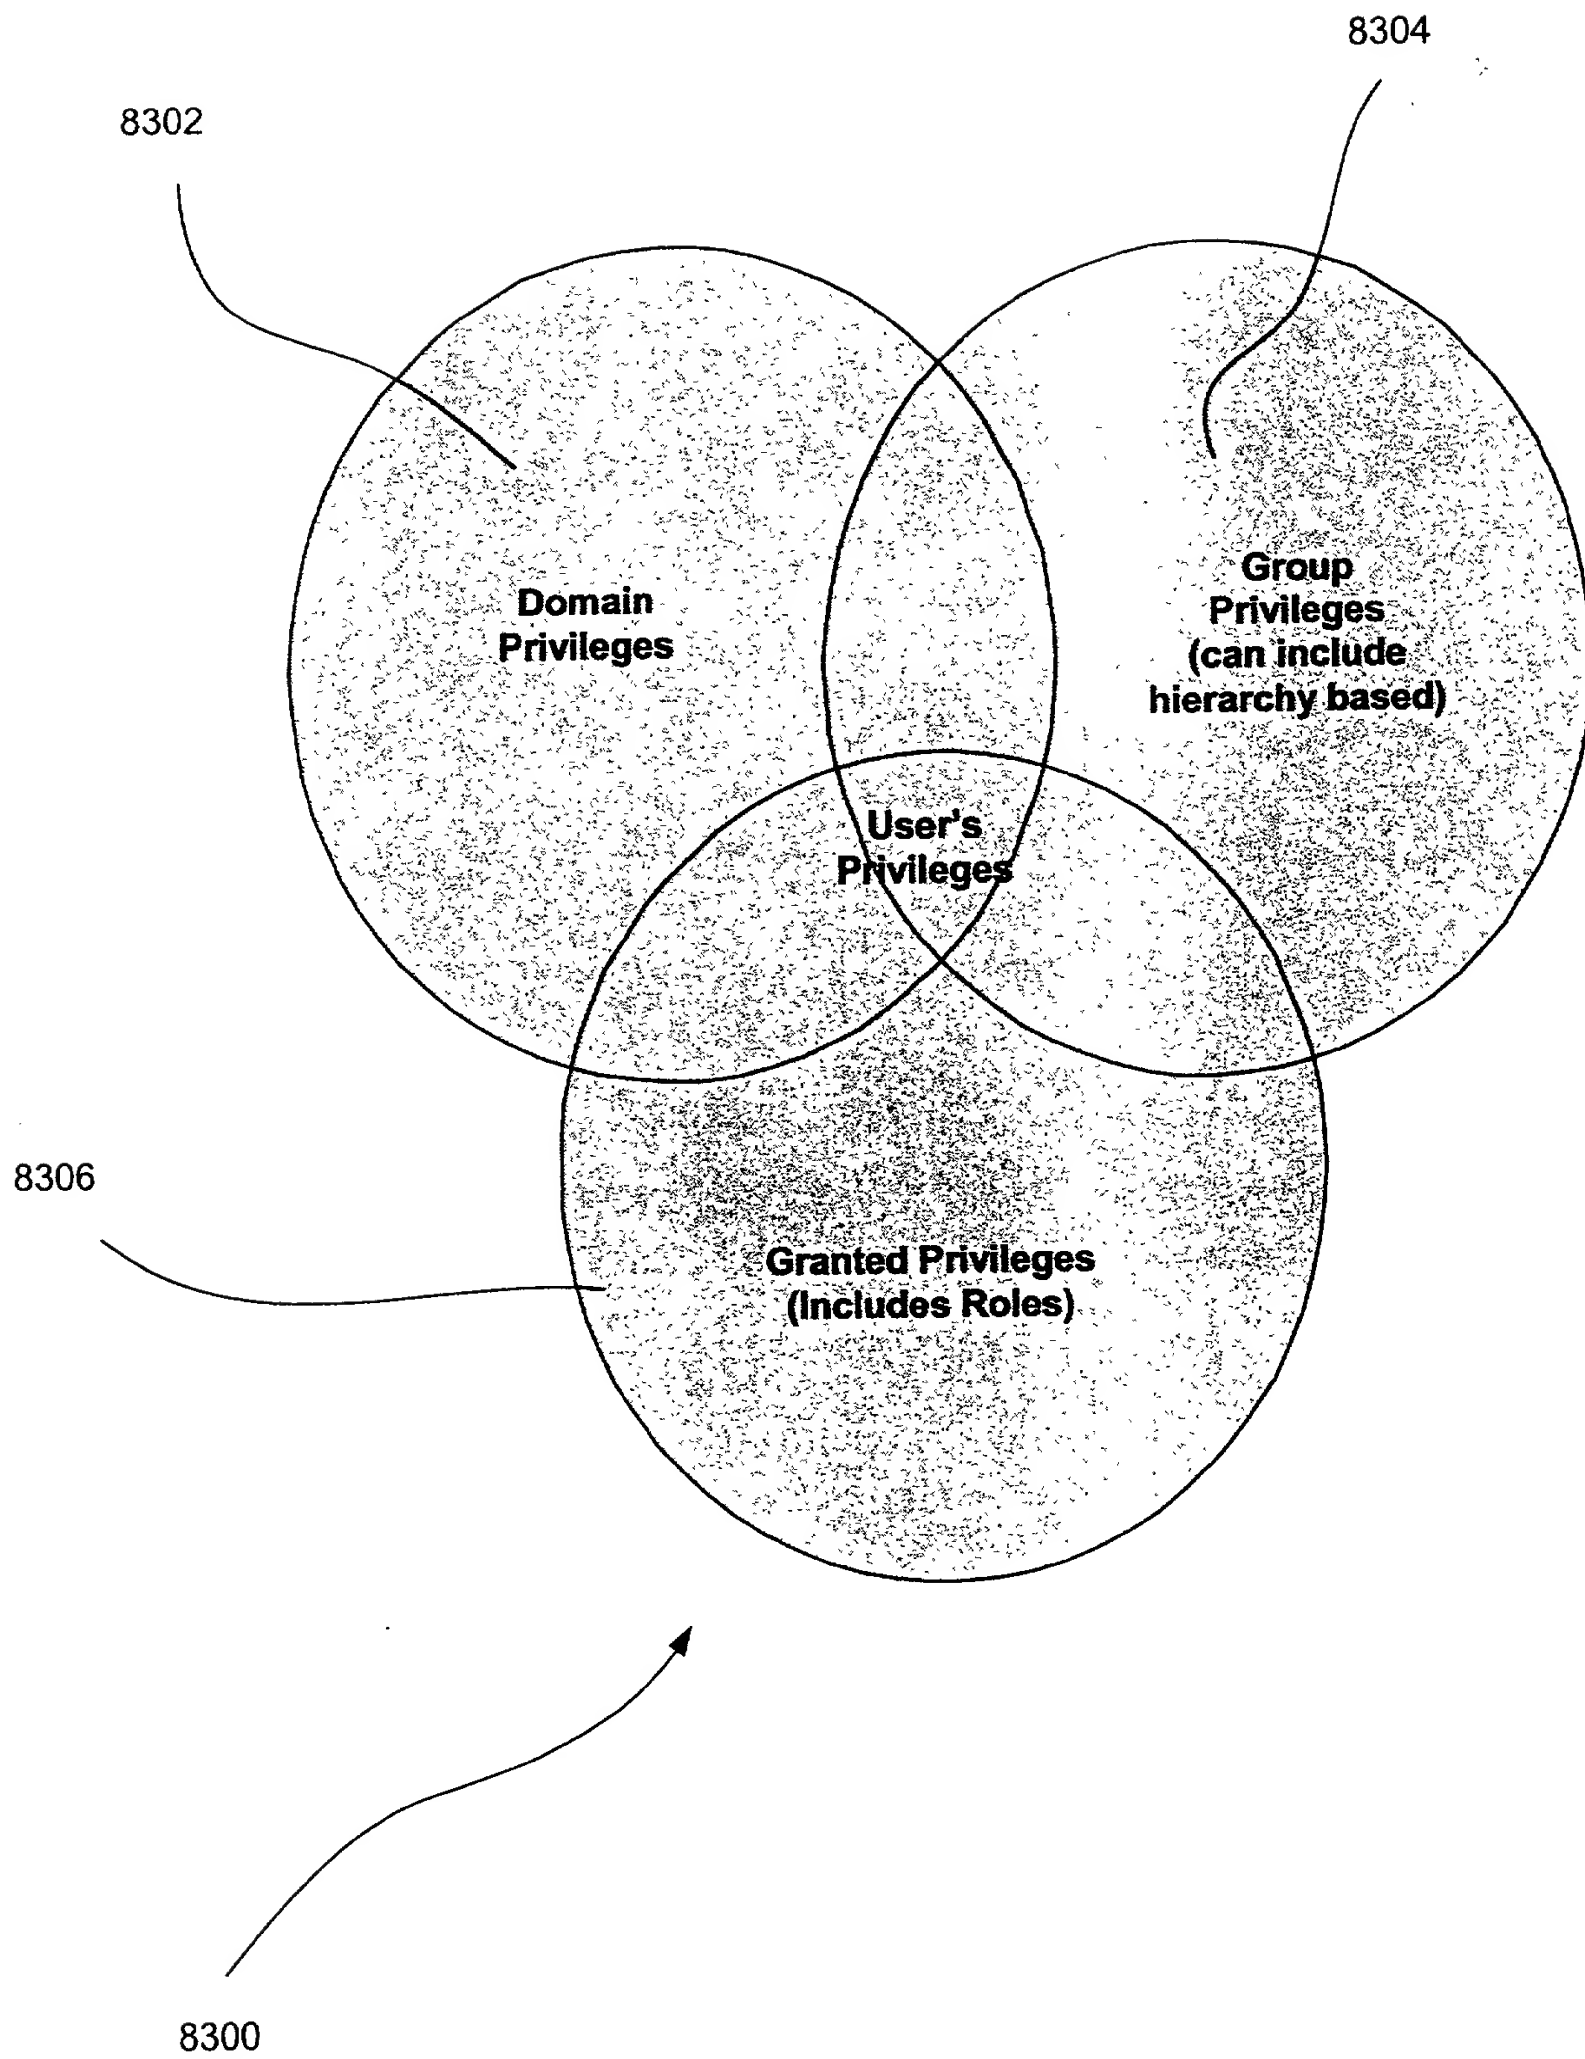 8304
8302
Domain
Privileges
Group
Privileges
(can include
hierarchy based)
User's
Privileges
8306
Granted Privileges
(Includes Roles)
8300